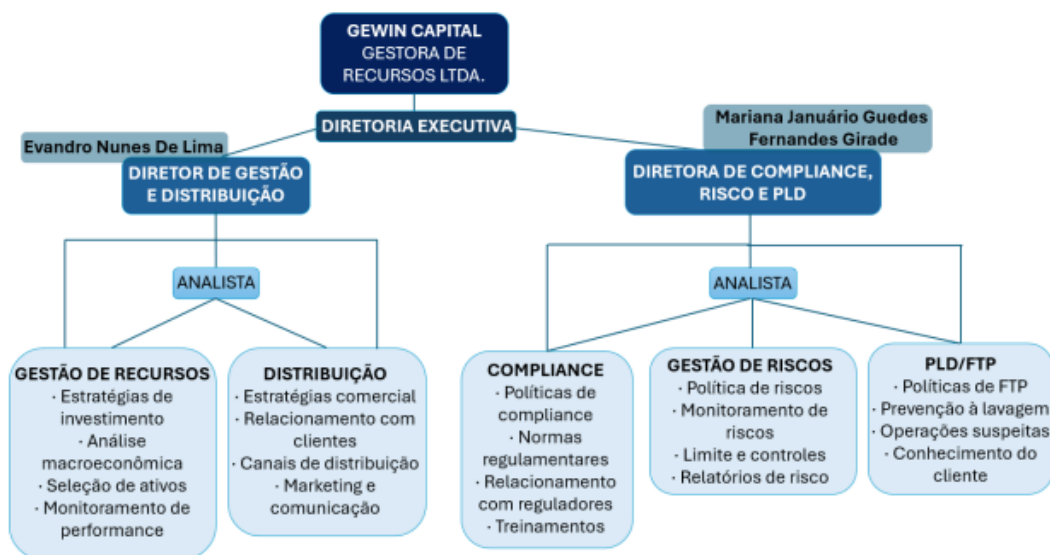 GEWIN CAPITAL
GESTORA DE
RECURSOS LTDA.
DIRETORIA EXECUTIVA
Evandro Nunes De Lima
DIRETOR DE GESTÃO
E DISTRIBUIÇÃO
Mariana Januário Guedes
Fernandes Girade
DIRETORA DE COMPLIANCE,
RISCO E PLD
ANALISTA
ANALISTA
GESTÃO DE RECURSOS
· Estratégias de
investimento
· Análise
macroeconômica
· Seleção de ativos
· Monitoramento de
performance
DISTRIBUIÇÃO
· Estratégias comercial
· Relacionamento com
clientes
· Canais de distribuição
· Marketing e
comunicação
COMPLIANCE
· Políticas de
compliance
· Normas
regulamentares
· Relacionamento
com reguladores
· Treinamentos
GESTÃO DE RISCOS
· Política de riscos
· Monitoramento de
riscos
· Limite e controles
· Relatórios de risco
PLD/FTP
· Políticas de FTP
· Prevenção à lavagem
· Operações suspeitas
· Conhecimento do
cliente